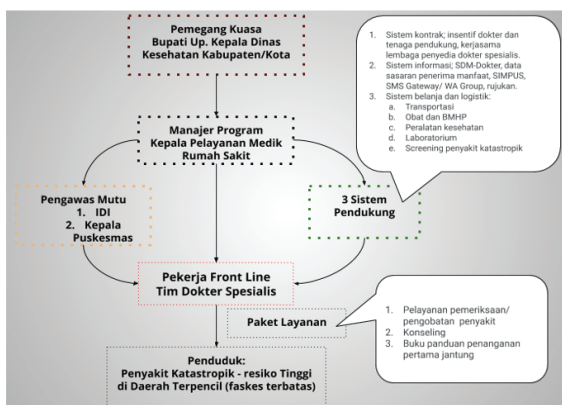 Pemegang Kuasa
Bupati Up. Kepala Dinas
Kesehatan Kabupaten/Kota
1. Sistem kontrak; insentif dokter dan
tenaga pendukung, kerjasama
lembaga penyedia dokter spesialis.
2. Sistem informasi; SDM-Dokter, data
sasaran penerima manfaat, SIMPUS,
SMS Gateway/ WA Group, rujukan.
3. Sistem belanja dan logistik:
a. Transportasi
b. Obat dan BMHP
c. Peralatan kesehatan
d. Laboratorium
e. Screening penyakit katastropik
Manajer Program
Kepala Pelayanan Medik
Rumah Sakit
Pengawas Mutu
1. IDI
2. Kepala
Puskesmas
3 Sistem
Pendukung
Pekerja Front Line
Tim Dokter Spesialis
Paket Layanan
1. Pelayanan pemeriksaan/
pengobatan penyakit
2. Konseling
3. Buku panduan penanganan
pertama jantung
Penduduk:
Penyakit Katastropik - resiko Tinggi
di Daerah Terpencil (faskes terbatas)